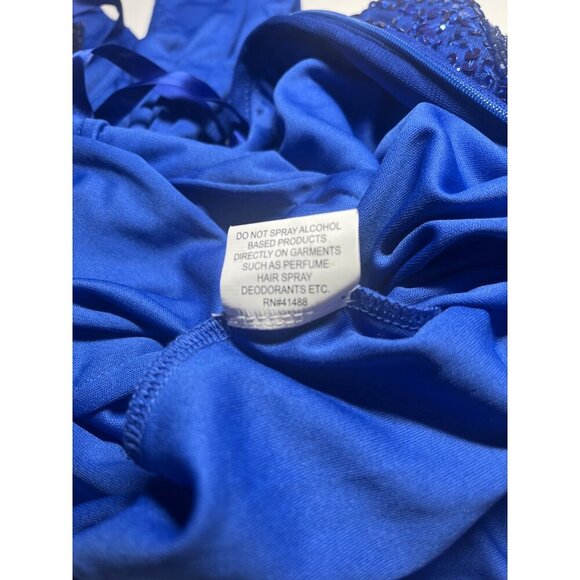 DO NOT SPRAY ALCOHOL
BASED PRODUCTS
DIRECTLY ON GARMENTS
SUCH AS PERFUME
HAIR SPRAY
DEODORANTS ETC.
RN#41488